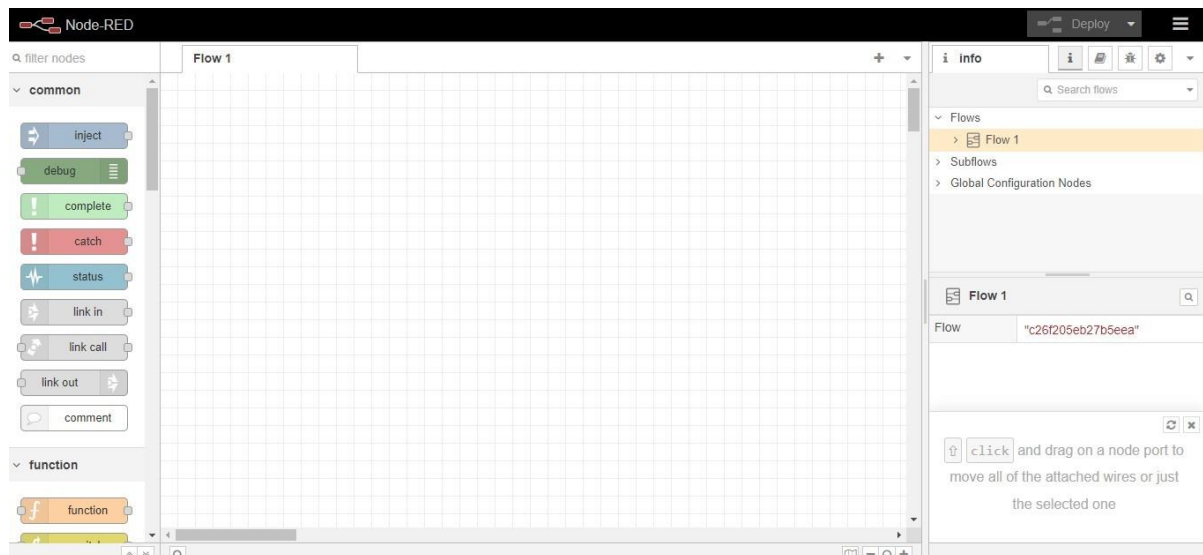 Node-RED
Deploy
filter nodes
common
inject
debug
complete
catch
status
link in
link call
link out
comment
function
function
Flow 1
info
Search flows
Flows
Flow 1
Subflows
Global Configuration Nodes
Flow 1
Flow "c26f205eb27b5eea"
click and drag on a node port to
move all of the attached wires or just
the selected one